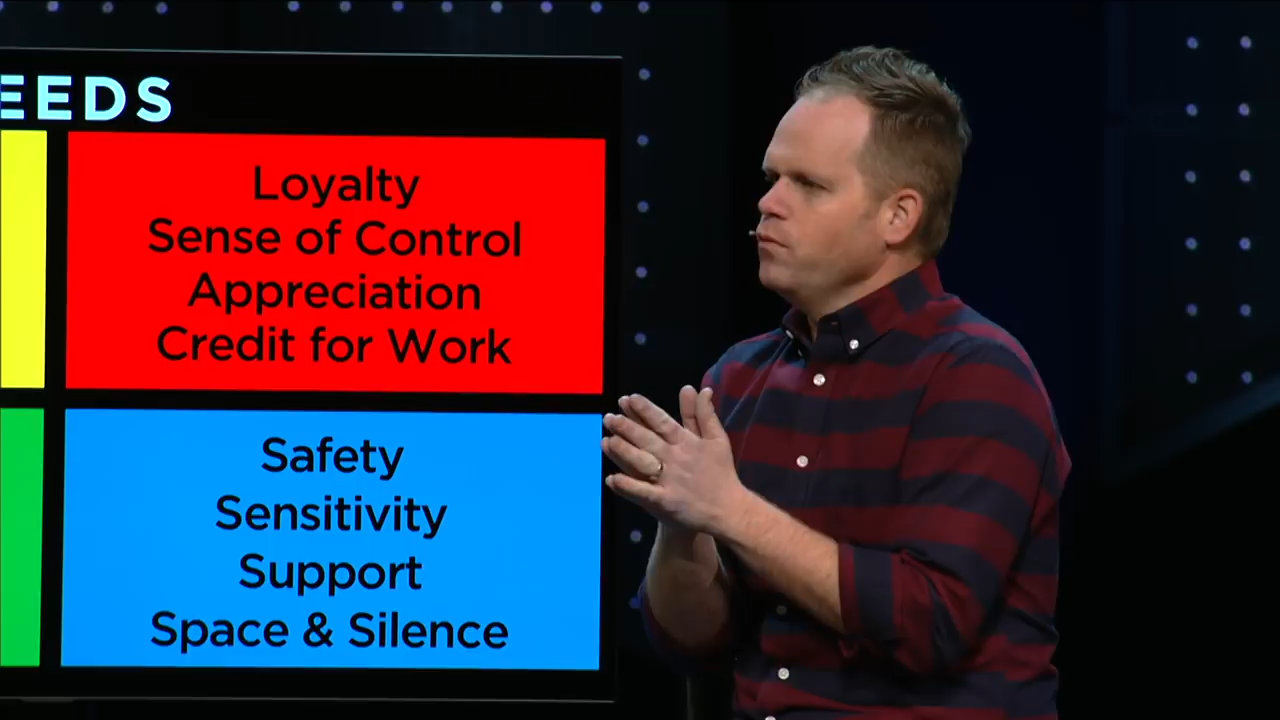 EEDS
Loyalty
Sense of Control
Appreciation
Credit for Work
Safety
Sensitivity
Support
Space & Silence